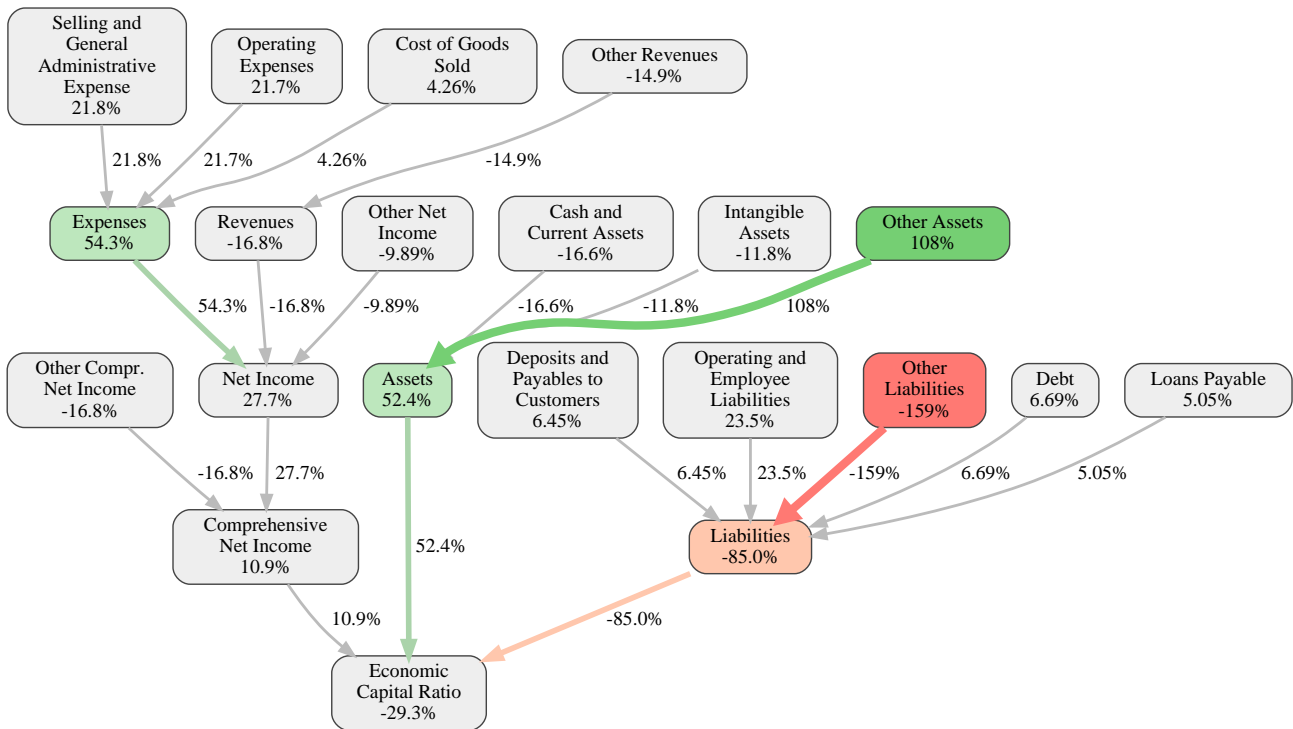 Selling and
General
Administrative
Expense
21.8%
Operating
Expenses
21.7%
Cost of Goods
Sold
4.26%
Other Revenues
-14.9%
21.8%
21.7%
4.26%
-14.9%
Expenses
54.3%
Revenues
-16.8%
Other Net
Income
-9.89%
Cash and
Current Assets
-16.6%
Intangible
Assets
-11.8%
Other Assets
108%
54.3%
-16.8%
-9.89%
-16.6%
-11.8%
108%
Other Compr.
Net Income
-16.8%
Net Income
27.7%
Assets
52.4%
Deposits and
Payables to
Customers
6.45%
Operating and
Employee
Liabilities
23.5%
Other
Liabilities
-159%
Debt
6.69%
Loans Payable
5.05%
-16.8%
27.7%
6.45%
23.5%
-159%
6.69%
5.05%
Comprehensive
Net Income
10.9%
52.4%
Liabilities
-85.0%
10.9%
-85.0%
Economic
Capital Ratio
-29.3%